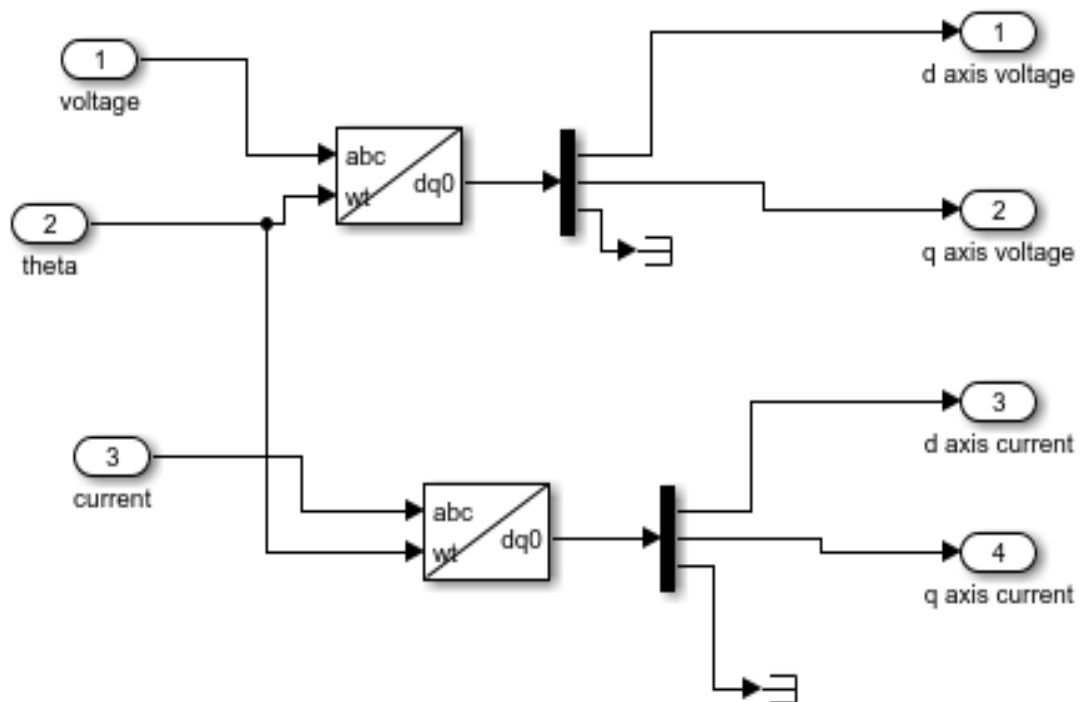 1
voltage
2
theta
abc
wt
dq0
1
d axis voltage
2
q axis voltage
3
current
abc
wt
dq0
3
d axis current
4
q axis current